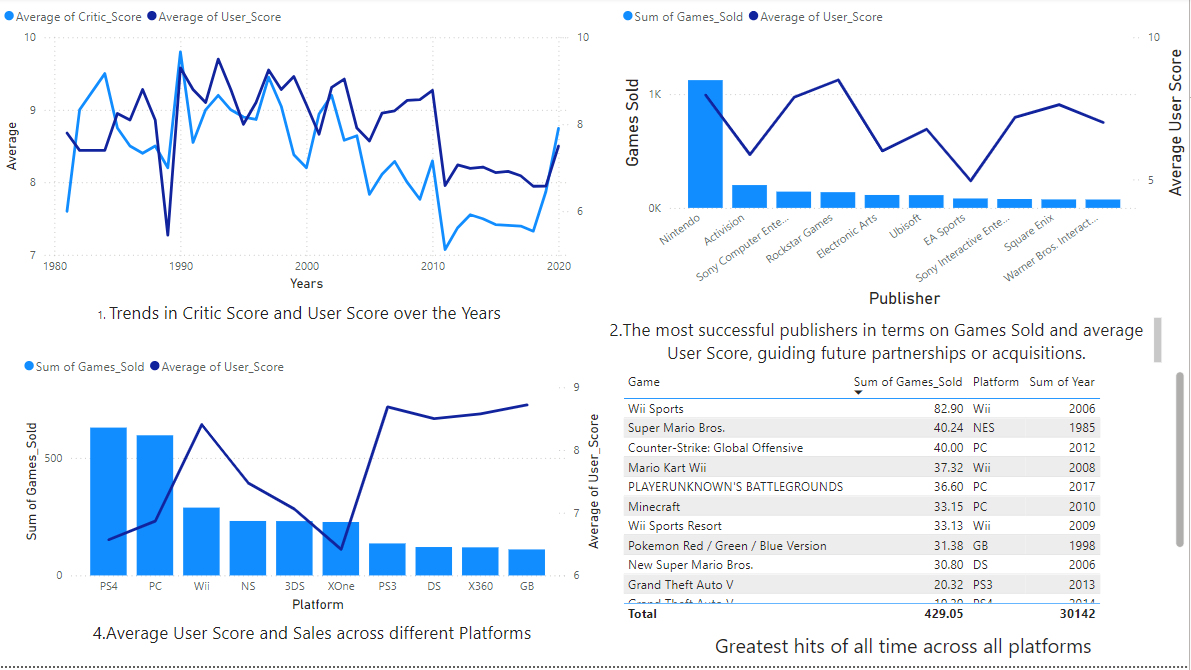 Average of Critic_Score Average of User_Score
10 10
9
8
8
6
7
Average
1980 1990 2000 2010 2020
Years
1. Trends in Critic Score and User Score over the Years
Sum of Games_Sold Average of User_Score
10
1K
5
0K
Games Sold
Average User Score
Nintendo
Activision
Sony Computer Ente...
Rockstar Games
Electronic Arts
Ubisoft
EA Sports
Sony Interactive Ente...
Square Enix
Warner Bros. Interact...
Publisher
2.The most successful publishers in terms on Games Sold and average
User Score, guiding future partnerships or acquisitions.
Sum of Games_Sold Average of User_Score
9
8
500
7
0 6
Sum of Games_Sold
Average of User_Score
PS4 PC Wii NS 3DS XOne PS3 DS X360 GB
Platform
4.Average User Score and Sales across different Platforms
Game Sum of Games_Sold Platform Sum of Year
Wii Sports 82.90 Wii 2006
Super Mario Bros. 40.24 NES 1985
Counter-Strike: Global Offensive 40.00 PC 2012
Mario Kart Wii 37.32 Wii 2008
PLAYERUNKNOWN'S BATTLEGROUNDS 36.60 PC 2017
Minecraft 33.15 PC 2010
Wii Sports Resort 33.13 Wii 2009
Pokemon Red / Green / Blue Version 31.38 GB 1998
New Super Mario Bros. 30.80 DS 2006
Grand Theft Auto V 20.32 PS3 2013
Grand Theft Auto V PS4 2014
Total 429.05 30142
Greatest hits of all time across all platforms